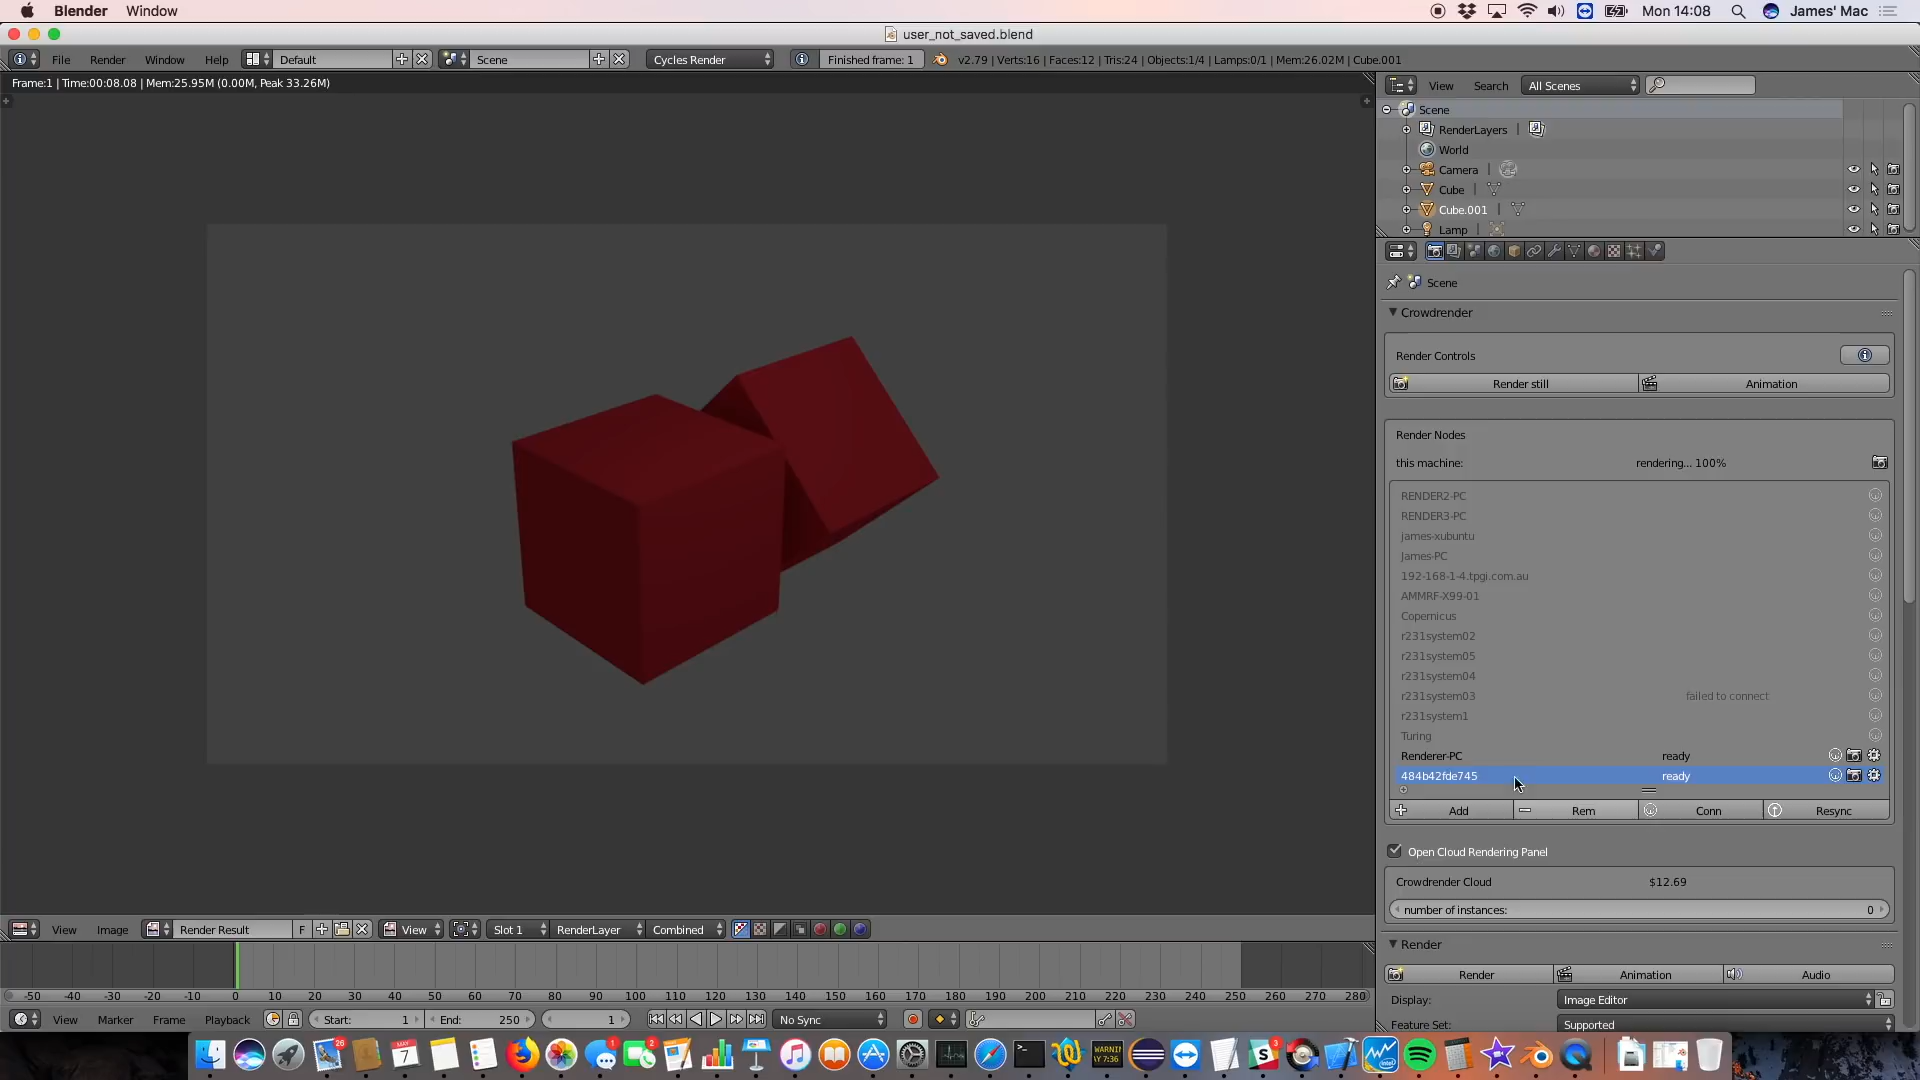 Blender Window Mon 14:08 James' Mac
user_not_saved.blend
File Render Window Help Default Scene Cycles Render Finished frame: 1 v2.79 | Verts:16 | Faces:12 | Tris:24 | Objects:1/4 | Lamps:0/1 | Mem:26.02M | Cube.001
Frame:1 | Time:00:08.08 | Mem:25.95M (0.00M, Peak 33.26M)
View Search All Scenes
Scene
RenderLayers
World
Camera
Cube
Cube.001
Lamp
Scene
Crowdrender
Render Controls
Render still Animation
Render Nodes
this machine: rendering... 100%
RENDER2-PC
RENDER3-PC
james-xubuntu
James-PC
192-168-1-4.tpgi.com.au
AMMRF-X99-01
Copernicus
r231system02
r231system05
r231system04
r231system03 failed to connect
r231system1
Turing
Renderer-PC ready
484b42fde745 ready
Add Rem Conn Resync
Open Cloud Rendering Panel
Crowdrender Cloud $12.69
number of instances: 0
Render
Render Animation Audio
Display: Image Editor
Feature Set: Supported
View Image Render Result F View Slot 1 RenderLayer Combined
-50 -40 -30 -20 -10 0 10 20 30 40 50 60 70 80 90 100 110 120 130 140 150 160 170 180 190 200 210 220 230 240 250 260 270 280
View Marker Frame Playback Start: 1 End: 250 1 No Sync
26 MAY 7 1 2 WARNIN AY 7:36 3